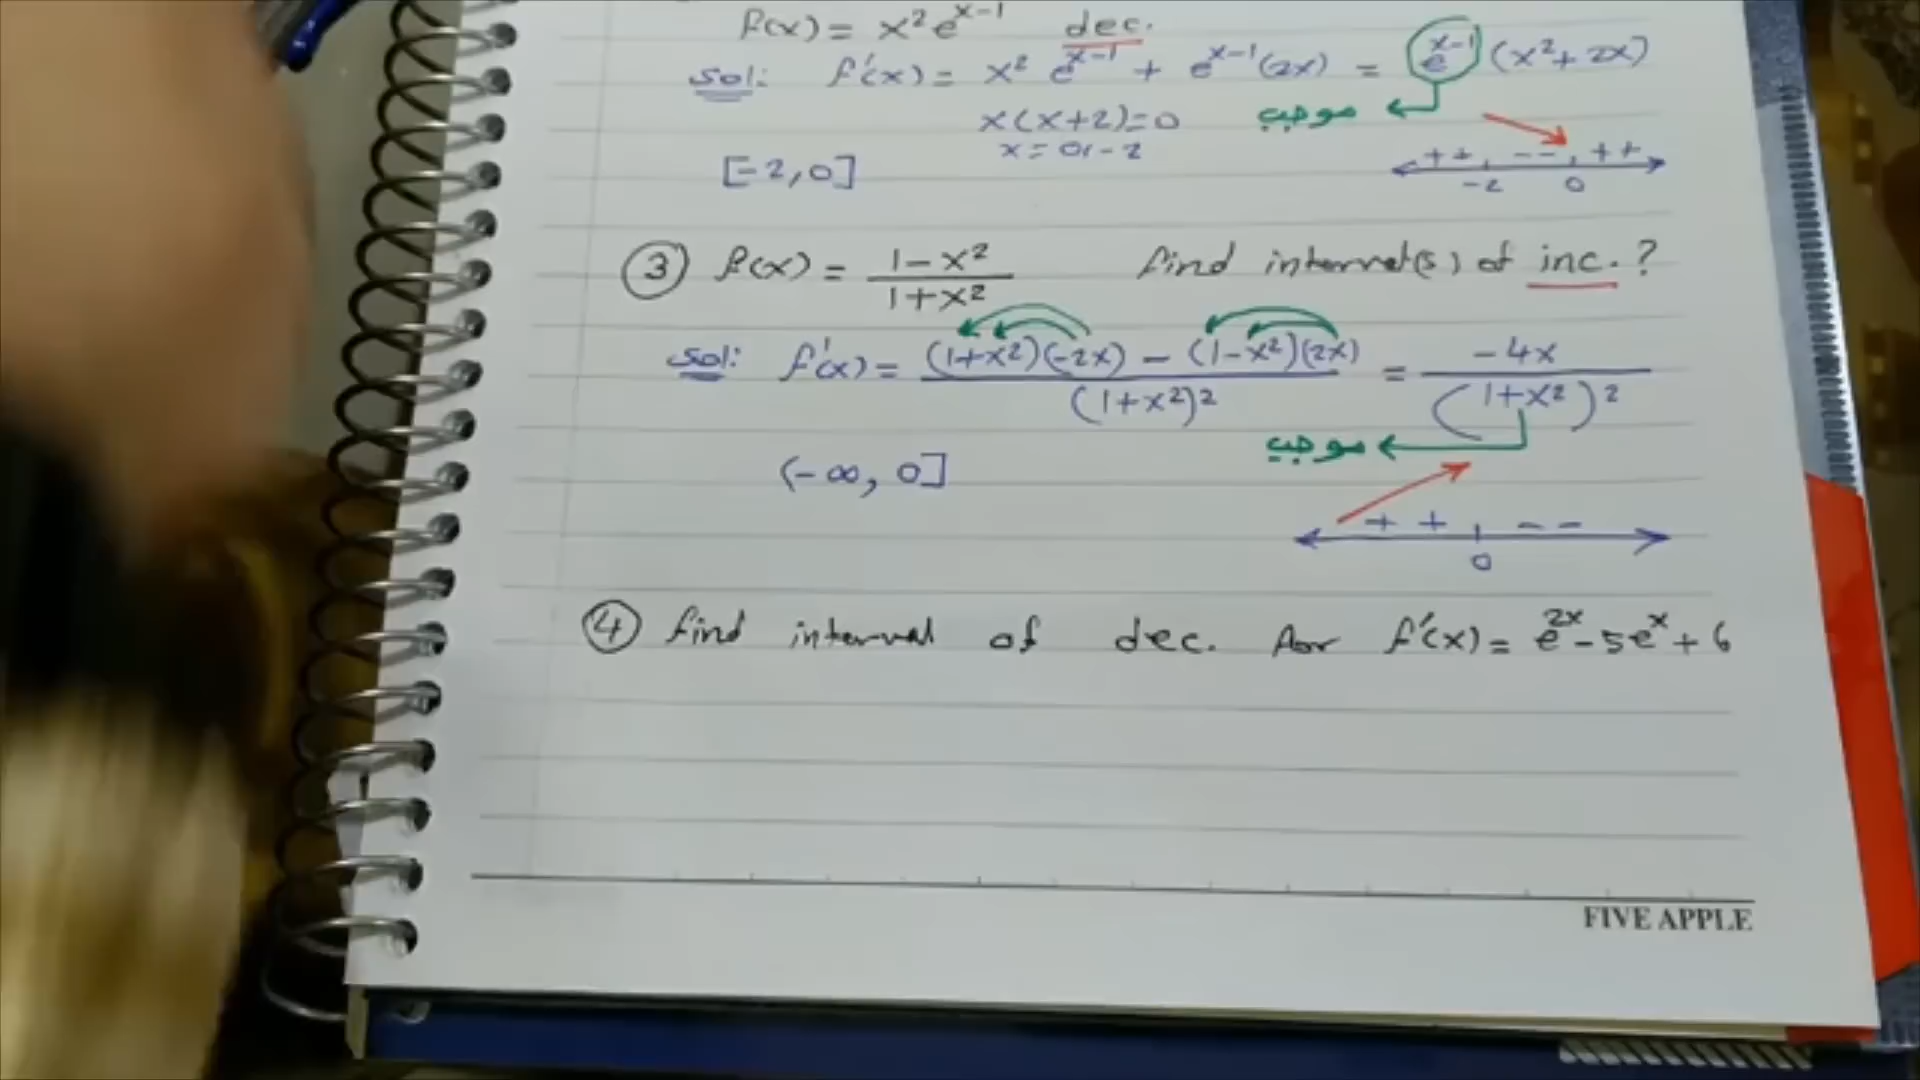 f(x) = x² e^{x-1} dec.
Sol: f'(x) = x² e^{x-1} + e^{x-1}(2x) = e^{x-1} (x²+2x)
x(x+2)=0 موجب
x = 0, -2
++ -- ++
[-2,0]
-2 0
③ f(x) = (1-x²)/(1+x²) find interval(s) of inc. ?
Sol: f'(x) = ((1+x²)(-2x) - (1-x²)(2x))/(1+x²)² = -4x/(1+x²)²
موجب
(-∞, 0]
+ + - -
0
④ find interval of dec. for f'(x) = e^{2x} - 5e^x + 6
FIVE APPLE